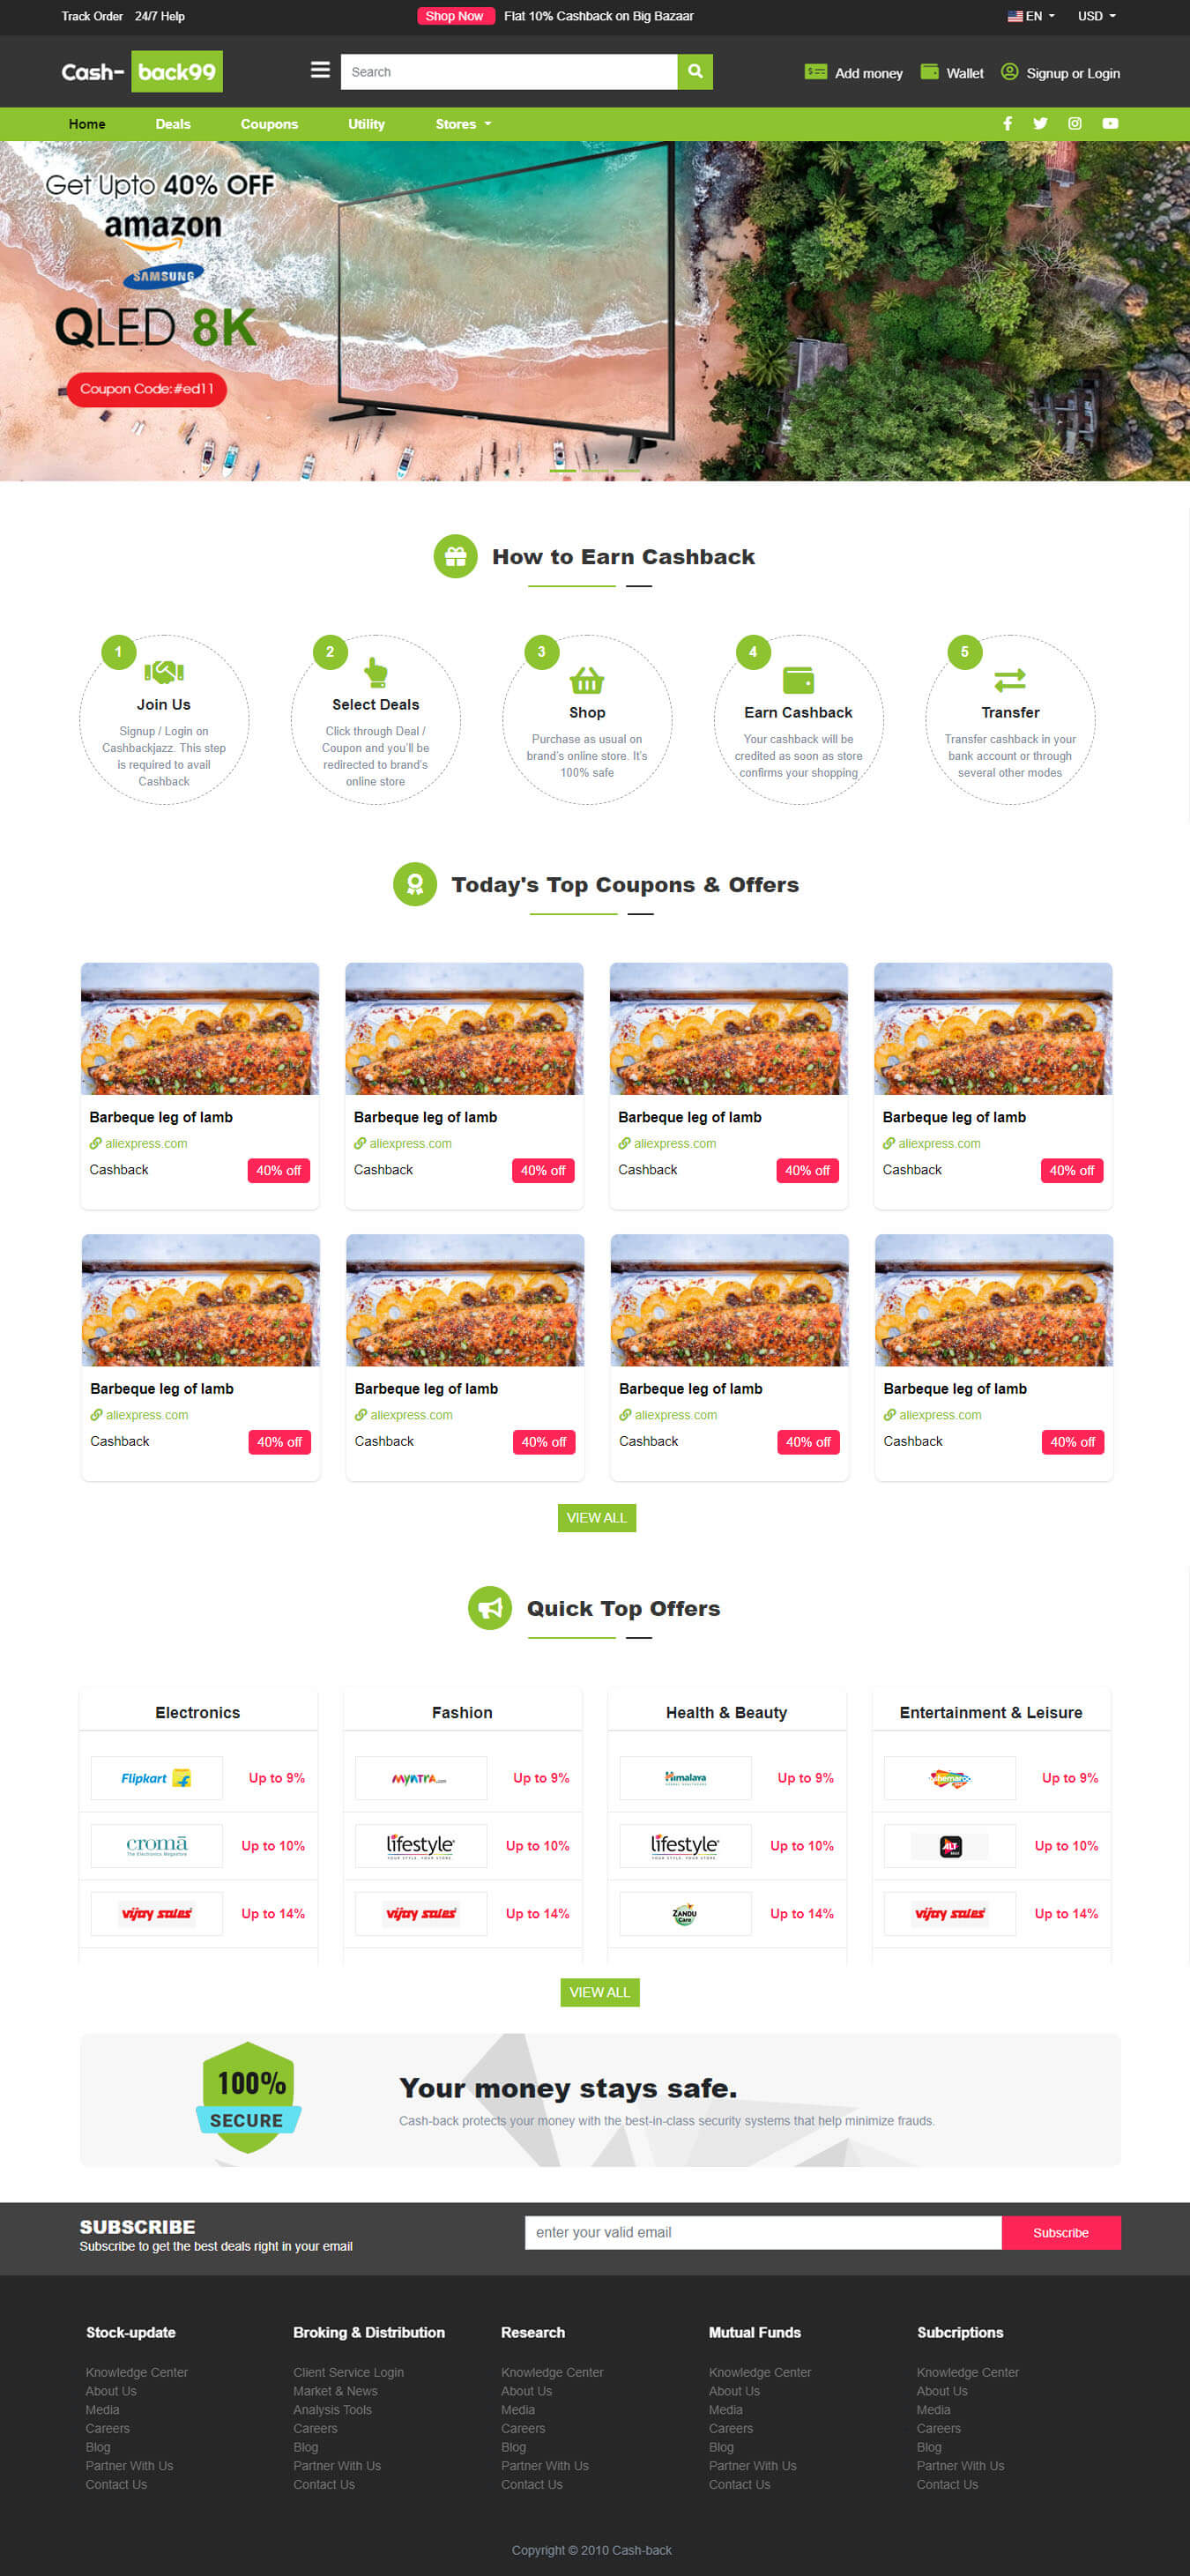 Track Order 24/7 Help Shop Now Flat 10% Cashback on Big Bazaar EN USD
Cash- back99 Search Add money Wallet Signup or Login
Home Deals Coupons Utility Stores
Get Upto 40% OFF
amazon
SAMSUNG
QLED 8K
Coupon Code:#ed11
How to Earn Cashback
1
Join Us
Signup / Login on
Cashbackjazz. This step
is required to avail
Cashback
2
Select Deals
Click through Deal /
Coupon and you'll be
redirected to brand's
online store
3
Shop
Purchase as usual on
brand's online store. It's
100% safe
4
Earn Cashback
Your cashback will be
credited as soon as store
confirms your shopping
5
Transfer
Transfer cashback in your
bank account or through
several other modes
Today's Top Coupons & Offers
Barbeque leg of lamb Barbeque leg of lamb Barbeque leg of lamb Barbeque leg of lamb
aliexpress.com aliexpress.com aliexpress.com aliexpress.com
Cashback 40% off Cashback 40% off Cashback 40% off Cashback 40% off
Barbeque leg of lamb Barbeque leg of lamb Barbeque leg of lamb Barbeque leg of lamb
aliexpress.com aliexpress.com aliexpress.com aliexpress.com
Cashback 40% off Cashback 40% off Cashback 40% off Cashback 40% off
VIEW ALL
Quick Top Offers
Electronics
Flipkart Up to 9%
cromā Up to 10%
The Electronics Megastore
vijay sales Up to 14%
Fashion
myntra.com Up to 9%
lifestyle Up to 10%
YOUR STYLE. YOUR STORE
vijay sales Up to 14%
Health & Beauty
Himalaya Up to 9%
lifestyle Up to 10%
YOUR STYLE. YOUR STORE
ZANDU Up to 14%
Care
Entertainment & Leisure
Up to 9%
ALT Up to 10%
vijay sales Up to 14%
VIEW ALL
100%
SECURE
Your money stays safe.
Cash-back protects your money with the best-in-class security systems that help minimize frauds.
SUBSCRIBE
Subscribe to get the best deals right in your email
enter your valid email Subscribe
Stock-update
Knowledge Center
About Us
Media
Careers
Blog
Partner With Us
Contact Us
Broking & Distribution
Client Service Login
Market & News
Analysis Tools
Careers
Blog
Partner With Us
Contact Us
Research
Knowledge Center
About Us
Media
Careers
Blog
Partner With Us
Contact Us
Mutual Funds
Knowledge Center
About Us
Media
Careers
Blog
Partner With Us
Contact Us
Subcriptions
Knowledge Center
About Us
Media
Careers
Blog
Partner With Us
Contact Us
Copyright © 2010 Cash-back